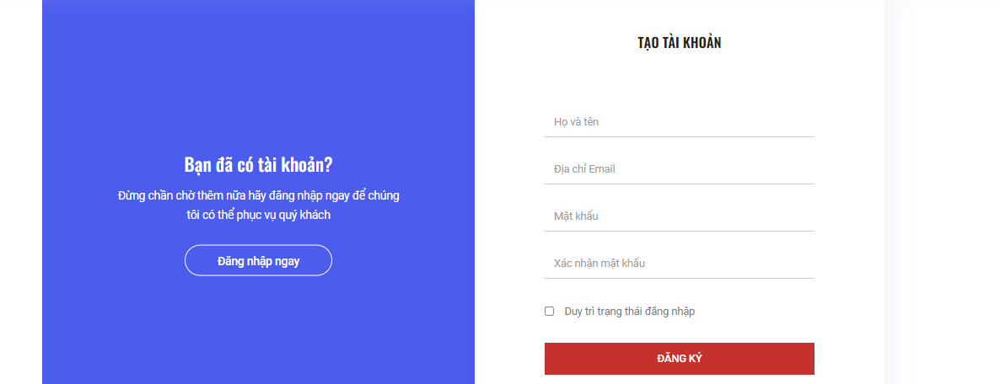 Bạn đã có tài khoản?
Đừng chần chờ thêm nữa hãy đăng nhập ngay để chúng
tôi có thể phục vụ quý khách
Đăng nhập ngay
TẠO TÀI KHOẢN
Họ và tên
Địa chỉ Email
Mật khẩu
Xác nhận mật khẩu
Duy trì trạng thái đăng nhập
ĐĂNG KÝ